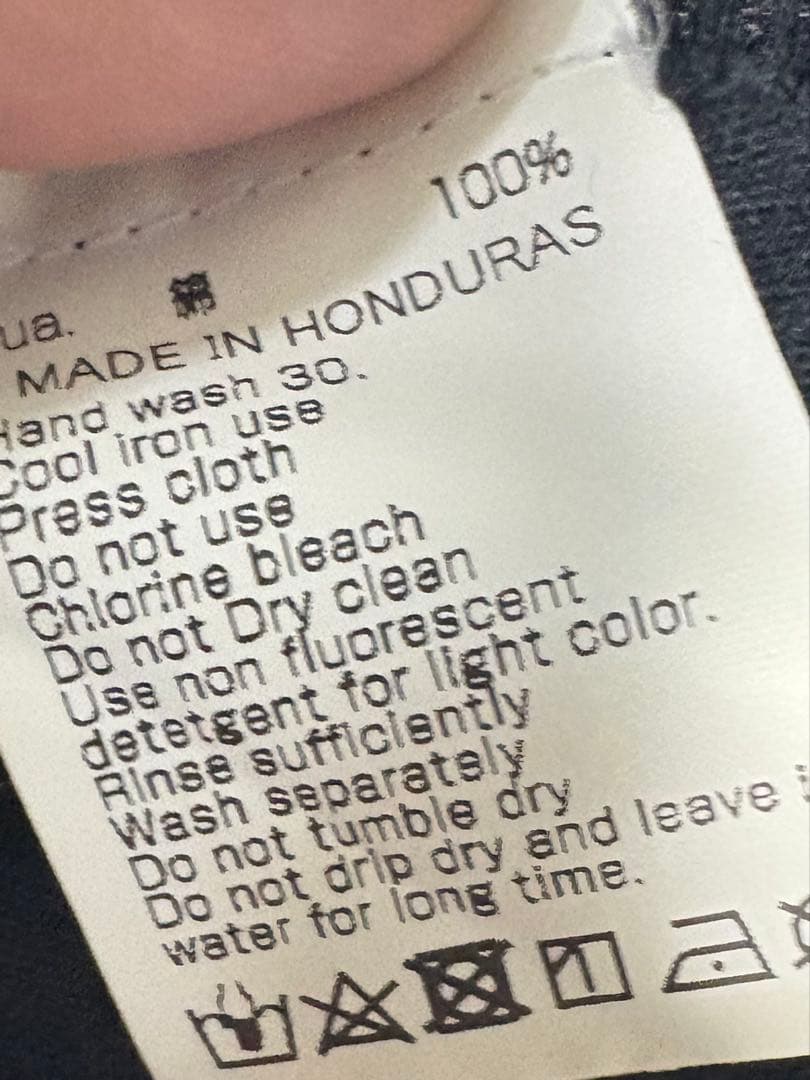 100%
ua. 綿
MADE IN HONDURAS
Hand wash 30.
Cool iron use
Press cloth
Do not use
Chlorine bleach
Do not Dry clean
Use non fluorescent
detetgent for light color.
Rinse sufficiently
Wash separately
Do not tumble dry
Do not drip dry and leave i
water for long time.